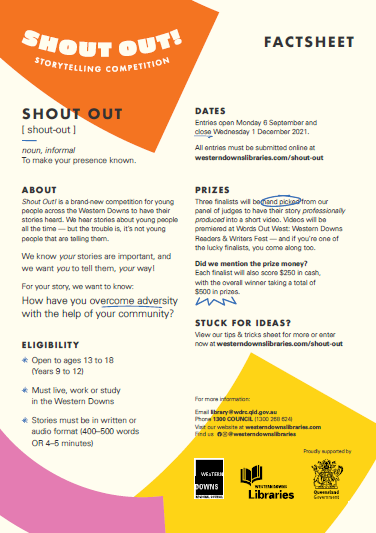 SHOUT OUT!
STORYTELLING COMPETITION
FACTSHEET
SHOUT OUT
[ shout-out ]
noun, informal
To make your presence known.
ABOUT
Shout Out! is a brand-new competition for young
people across the Western Downs to have their
stories heard. We hear stories about young people
all the time — but the trouble is, it's not young
people that are telling them.
We know your stories are important, and
we want you to tell them, your way!
For your story, we want to know:
How have you overcome adversity
with the help of your community?
ELIGIBILITY
Open to ages 13 to 18
(Years 9 to 12)
Must live, work or study
in the Western Downs
Stories must be in written or
audio format (400–500 words
OR 4–5 minutes)
DATES
Entries open Monday 6 September and
close Wednesday 1 December 2021.
All entries must be submitted online at
westerndownslibraries.com/shout-out
PRIZES
Three finalists will be hand picked from our
panel of judges to have their story professionally
produced into a short video. Videos will be
premiered at Words Out West: Western Downs
Readers & Writers Fest — and if you're one of
the lucky finalists, you come along too.
Did we mention the prize money?
Each finalist will also score $250 in cash,
with the overall winner taking a total of
$500 in prizes.
STUCK FOR IDEAS?
View our tips & tricks sheet for more or enter
now at westerndownslibraries.com/shout-out
For more information:
Email library@wdrc.qld.gov.au
Phone 1300 COUNCIL (1300 268 624)
Visit our website at westerndownslibraries.com
Find us @westerndownslibraries
Proudly supported by
WESTERN
DOWNS
REGIONAL COUNCIL
WESTERN DOWNS
Libraries
Queensland
Government